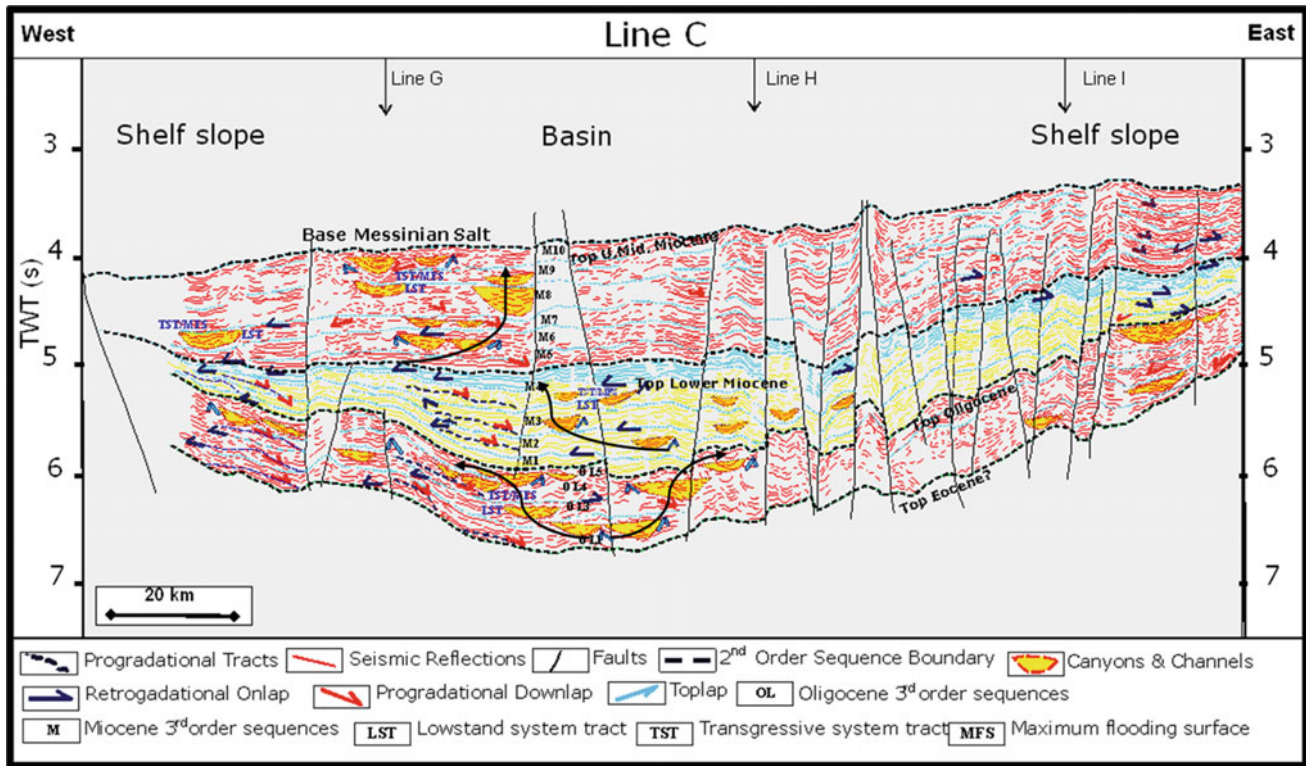 West Line C East
Line G Line H Line I
Shelf slope Basin Shelf slope
3 3
Base Messinian Salt
Top U.Mid. Miocene
M10
4 4
TST/MFS M9
LST
M8
TWT (s)
TST/MFS M7
LST M6
M5
5 5
Top Lower Miocene
TST/MFS
LST
M3
Top Oligocene
M2
M1
6 6
OL5
TST/MFS OL4
LST OL3
Top Eocene?
7 7
20 km
Progradational Tracts Seismic Reflections Faults 2nd Order Sequence Boundary Canyons & Channels
Retrogadational Onlap Progradational Downlap Toplap OL Oligocene 3rd order sequences
M Miocene 3rd order sequences LST Lowstand system tract TST Transgressive system tract MFS Maximum flooding surface